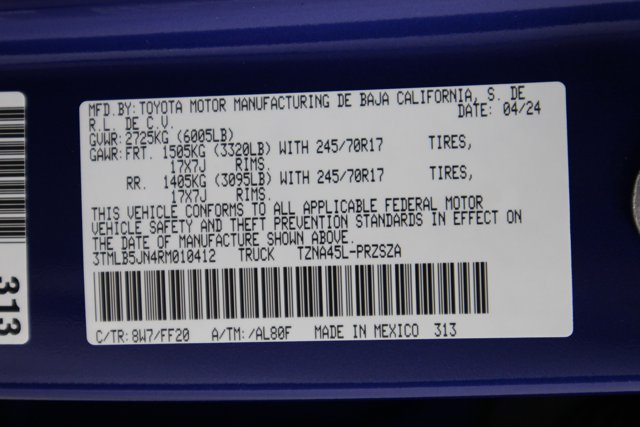 MFD.BY: TOYOTA MOTOR MANUFACTURING DE BAJA CALIFORNIA, S. DE
R.L. DE C.V. DATE: 04/24
GVWR: 2725KG (6005LB)
GAWR: FRT. 1505KG (3320LB) WITH 245/70R17 TIRES,
17X7J RIMS.
RR. 1405KG (3095LB) WITH 245/70R17 TIRES,
17X7J RIMS.
THIS VEHICLE CONFORMS TO ALL APPLICABLE FEDERAL MOTOR
VEHICLE SAFETY AND THEFT PREVENTION STANDARDS IN EFFECT ON
THE DATE OF MANUFACTURE SHOWN ABOVE.
3TMLB5JN4RM010412 TRUCK TZNA45L-PRZSZA
C/TR: 8W7/FF20 A/TM: /AL80F MADE IN MEXICO 313
313